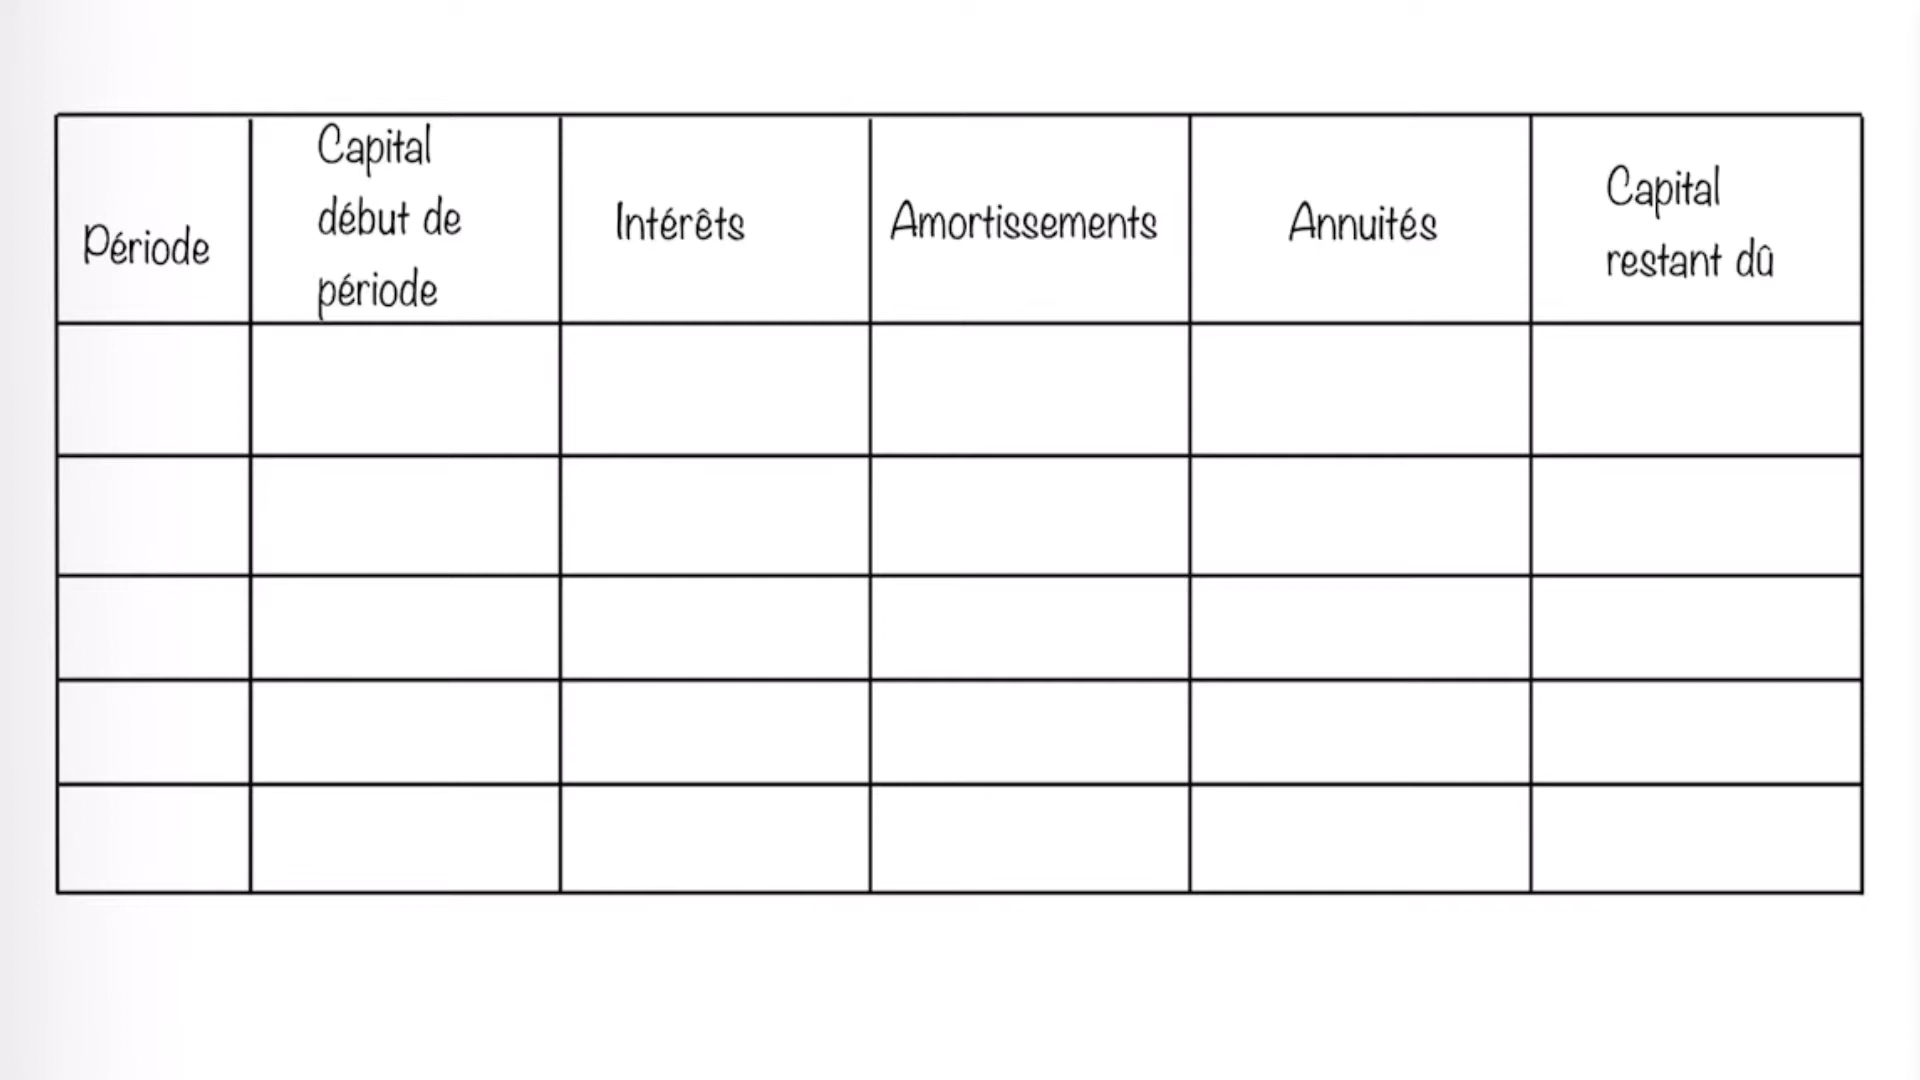 Période
Capital
début de
période
Intérêts
Amortissements
Annuités
Capital
restant dû